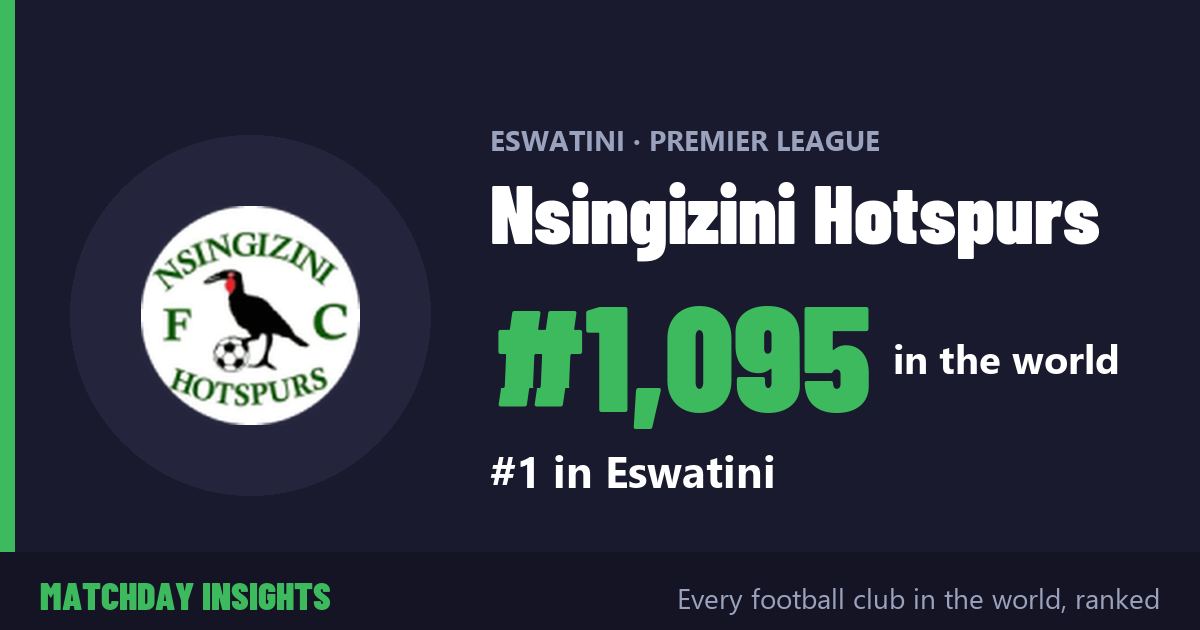 ESWATINI · PREMIER LEAGUE
Nsingizini Hotspurs
NSINGIZINI
F C
HOTSPURS
#1,095 in the world
#1 in Eswatini
MATCHDAY INSIGHTS
Every football club in the world, ranked